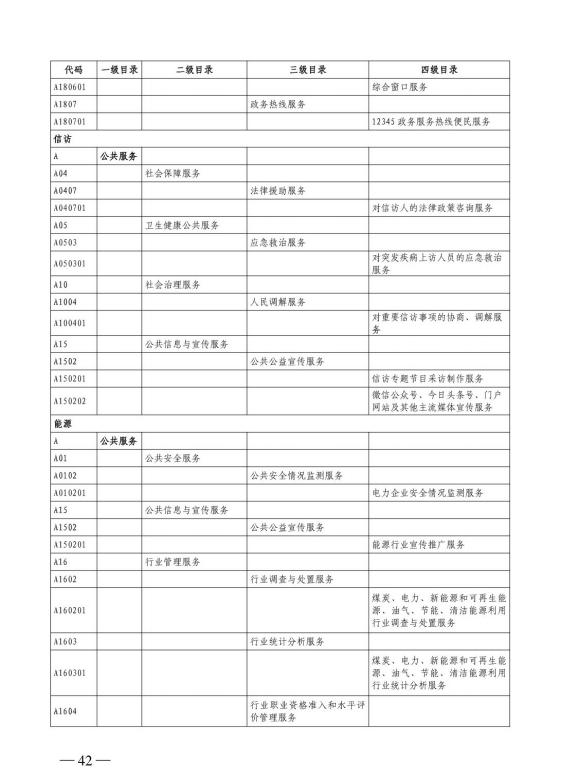 代码 一级目录 二级目录 三级目录 四级目录
A180601 综合窗口服务
A1807 政务热线服务
A180701 12345 政务服务热线便民服务
信访
A 公共服务
A04 社会保障服务
A0407 法律援助服务
A040701 对信访人的法律政策咨询服务
A05 卫生健康公共服务
A0503 应急救治服务
A050301 对突发疾病上访人员的应急救治
服务
A10 社会治理服务
A1004 人民调解服务
A100401 对重要信访事项的协商、调解服
务
A15 公共信息与宣传服务
A1502 公共公益宣传服务
A150201 信访专题节目采访制作服务
A150202 微信公众号、今日头条号、门户
网站及其他主流媒体宣传服务
能源
A 公共服务
A01 公共安全服务
A0102 公共安全情况监测服务
A010201 电力企业安全情况监测服务
A15 公共信息与宣传服务
A1502 公共公益宣传服务
A150201 能源行业宣传推广服务
A16 行业管理服务
A1602 行业调查与处置服务
A160201 煤炭、电力、新能源和可再生能
源、油气、节能、清洁能源利用
行业调查与处置服务
A1603 行业统计分析服务
A160301 煤炭、电力、新能源和可再生能
源、油气、节能、清洁能源利用
行业统计分析服务
A1604 行业职业资格准入和水平评
价管理服务
— 42 —